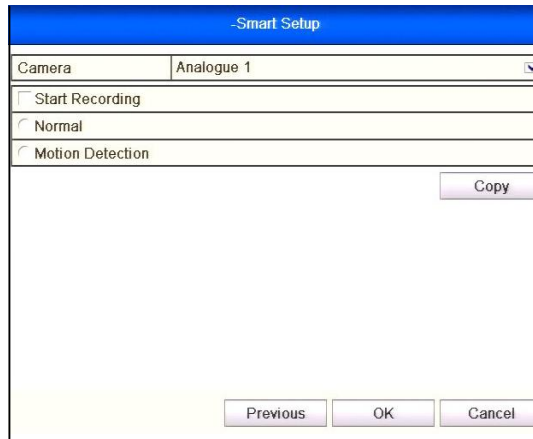 -Smart Setup
Camera Analogue 1
Start Recording
Normal
Motion Detection
Copy
Previous OK Cancel